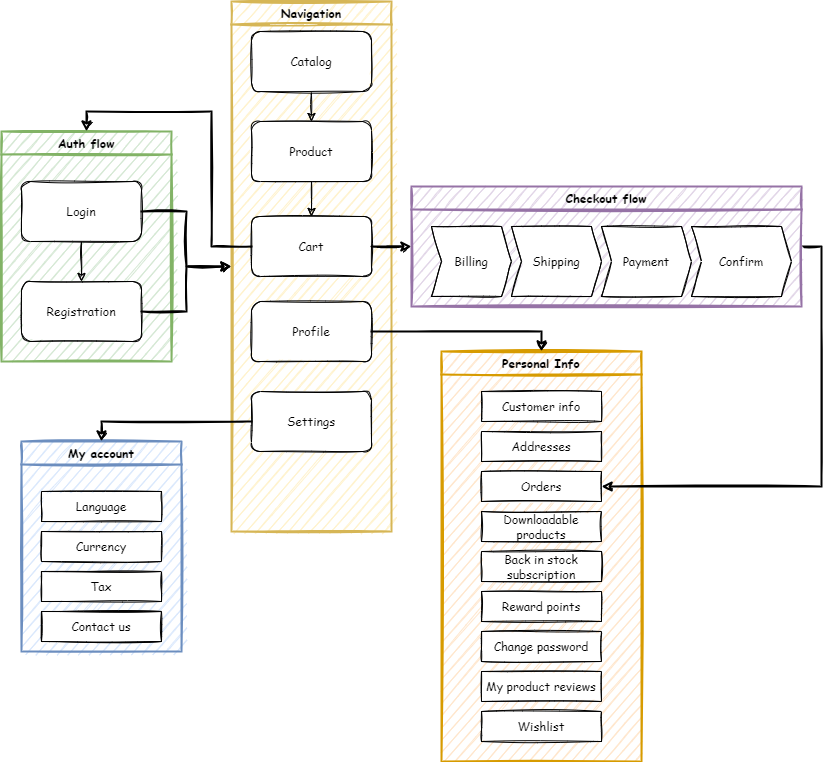 Navigation
Catalog
Product
Cart
Profile
Settings
Auth flow
Login
Registration
Checkout flow
Billing
Shipping
Payment
Confirm
My account
Language
Currency
Tax
Contact us
Personal Info
Customer info
Addresses
Orders
Downloadable
products
Back in stock
subscription
Reward points
Change password
My product reviews
Wishlist